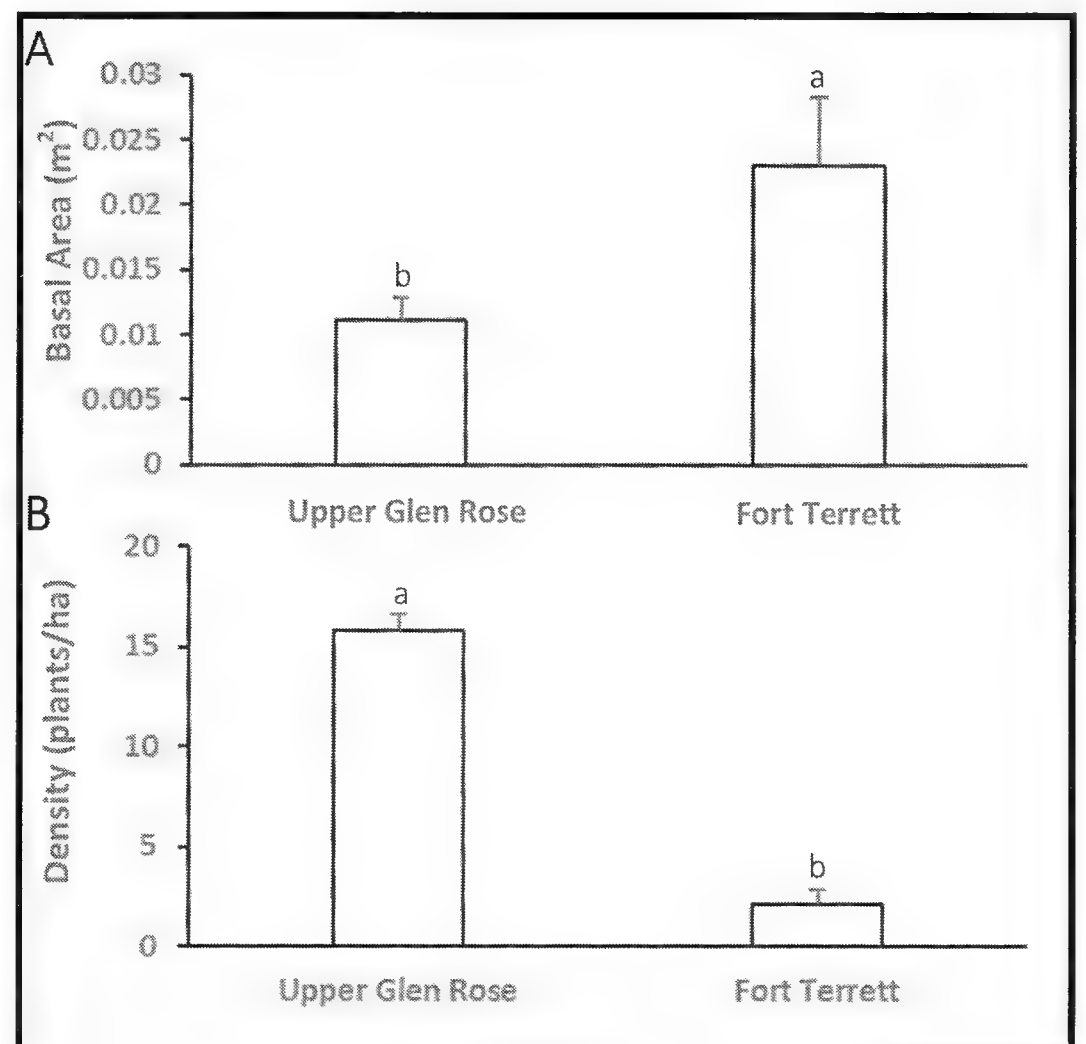 A
Basal Area (m²)
0.03
0.025
0.02
0.015
0.01
0.005
0
b
a
Upper Glen Rose
Fort Terrett
B
Density (plants/ha)
20
15
10
5
0
a
b
Upper Glen Rose
Fort Terrett